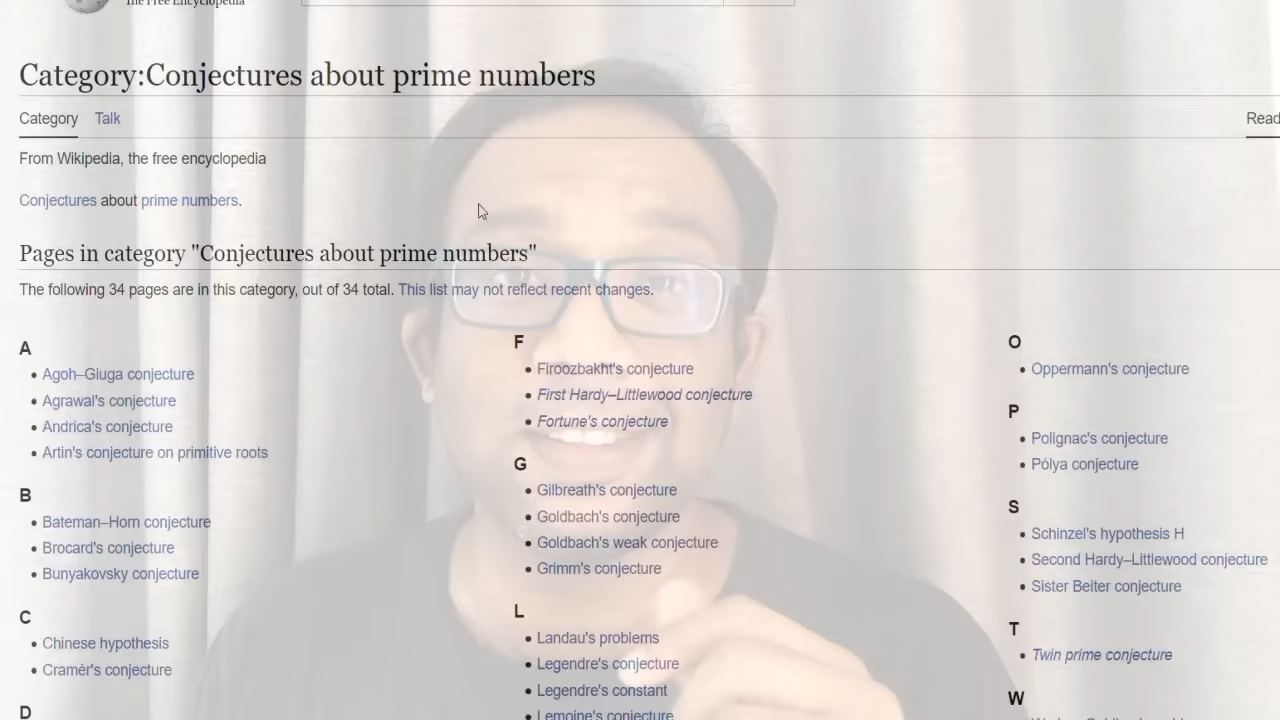 The Free Encyclopedia
Category:Conjectures about prime numbers
Category Talk
Read
From Wikipedia, the free encyclopedia
Conjectures about prime numbers.
Pages in category "Conjectures about prime numbers"
The following 34 pages are in this category, out of 34 total. This list may not reflect recent changes.
A
Agoh–Giuga conjecture
Agrawal's conjecture
Andrica's conjecture
Artin's conjecture on primitive roots
B
Bateman–Horn conjecture
Brocard's conjecture
Bunyakovsky conjecture
C
Chinese hypothesis
Cramér's conjecture
D
F
Firoozbakht's conjecture
First Hardy–Littlewood conjecture
Fortune's conjecture
G
Gilbreath's conjecture
Goldbach's conjecture
Goldbach's weak conjecture
Grimm's conjecture
L
Landau's problems
Legendre's conjecture
Legendre's constant
Lemoine's conjecture
O
Oppermann's conjecture
P
Polignac's conjecture
Pólya conjecture
S
Schinzel's hypothesis H
Second Hardy–Littlewood conjecture
Sister Beiter conjecture
T
Twin prime conjecture
W